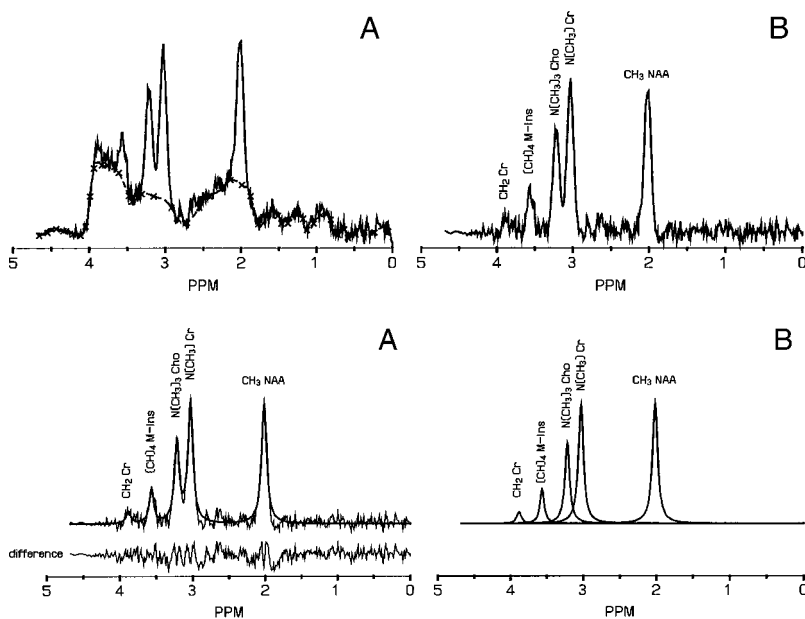 A
5 4 3 2 1 0
PPM
B
CH₂ Cr
[CH]₄ M-Ins
N[CH₃]₃ Cho
N[CH₃] Cr
CH₃ NAA
5 4 3 2 1 0
PPM
A
CH₂ Cr
[CH]₄ M-Ins
N[CH₃]₃ Cho
N[CH₃] Cr
CH₃ NAA
difference
5 4 3 2 1 0
PPM
B
CH₂ Cr
[CH]₄ M-Ins
N[CH₃]₃ Cho
N[CH₃] Cr
CH₃ NAA
5 4 3 2 1 0
PPM